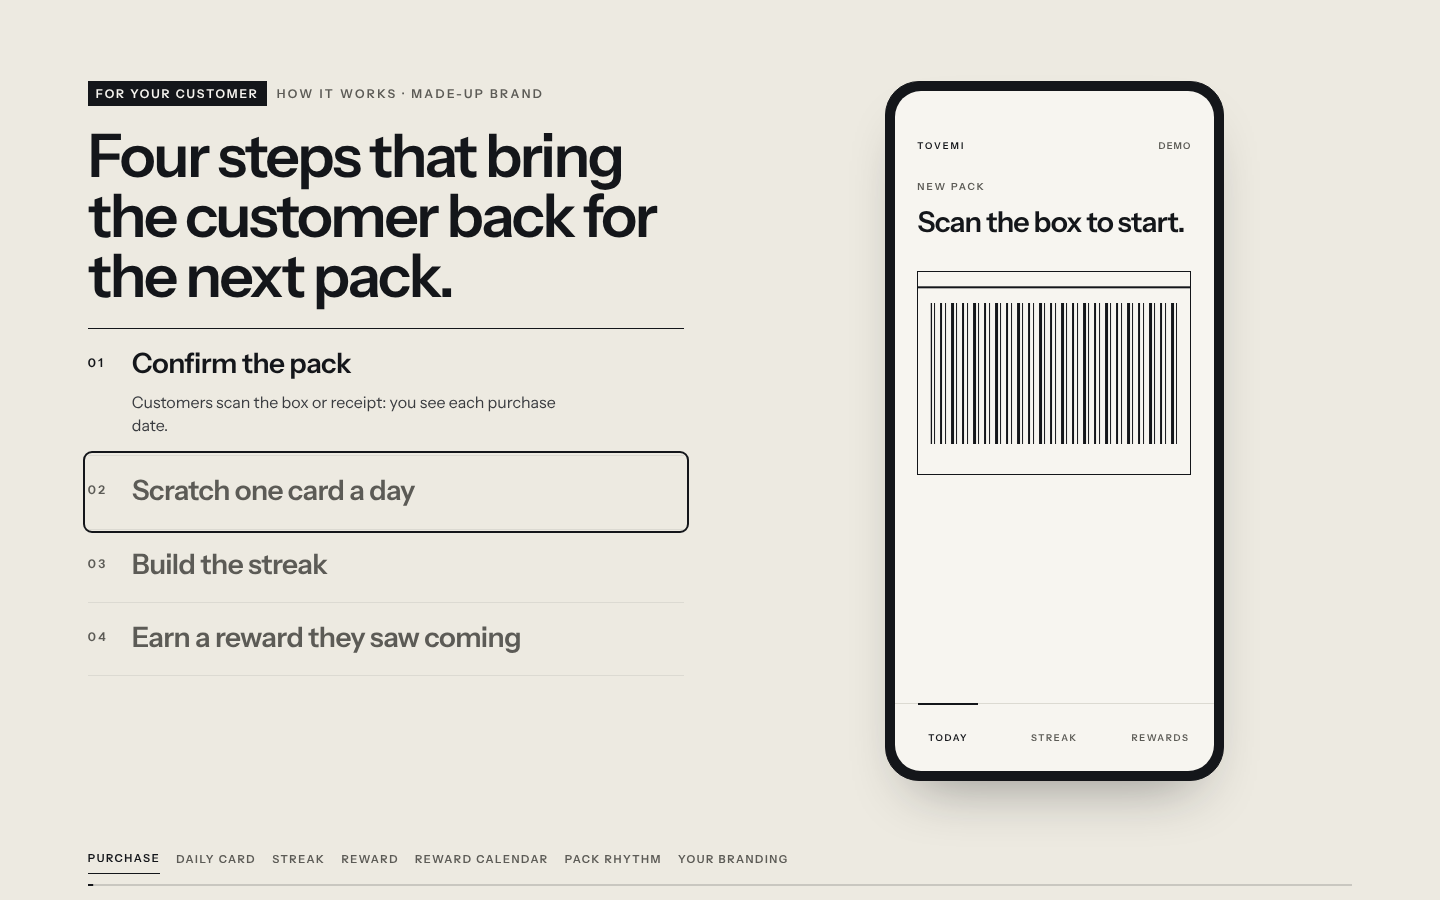 FOR YOUR CUSTOMER HOW IT WORKS · MADE-UP BRAND
Four steps that bring
the customer back for
the next pack.
01 Confirm the pack
Customers scan the box or receipt: you see each purchase
date.
02 Scratch one card a day
03 Build the streak
04 Earn a reward they saw coming
TOVEMI DEMO
NEW PACK
Scan the box to start.
TODAY STREAK REWARDS
PURCHASE DAILY CARD STREAK REWARD REWARD CALENDAR PACK RHYTHM YOUR BRANDING